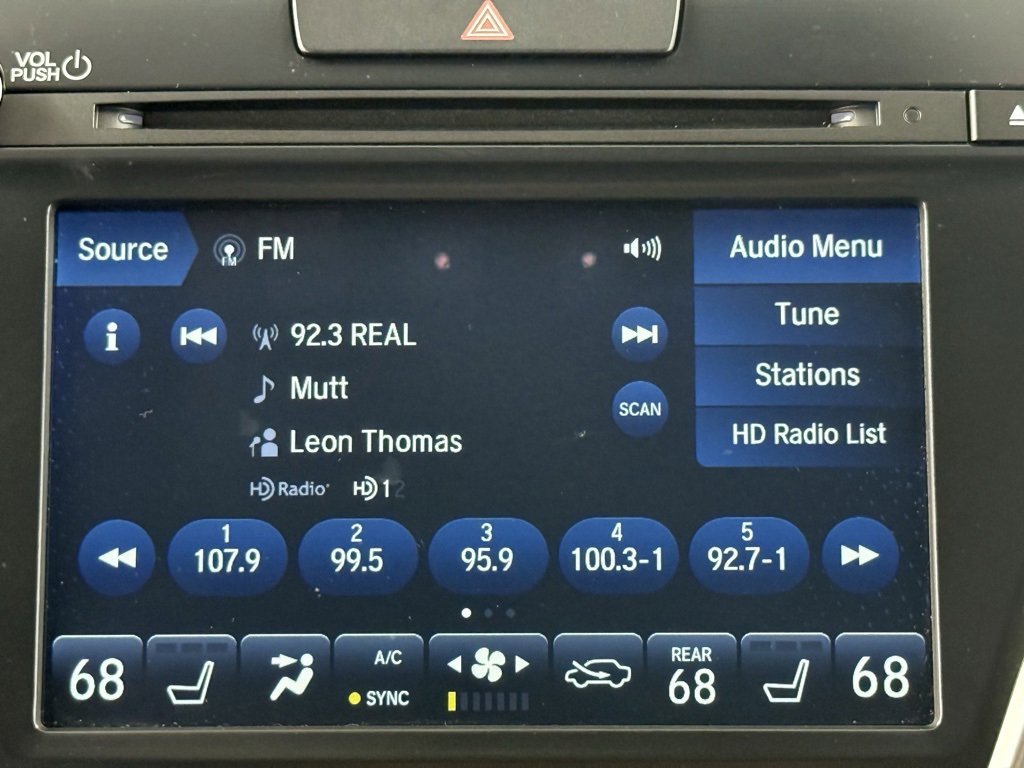 VOL
PUSH
Source
FM
FM
Audio Menu
Tune
Stations
HD Radio List
92.3 REAL
Mutt
SCAN
Leon Thomas
HD Radio HD 1 2
1
107.9
2
99.5
3
95.9
4
100.3-1
5
92.7-1
68
A/C
SYNC
REAR
68
68